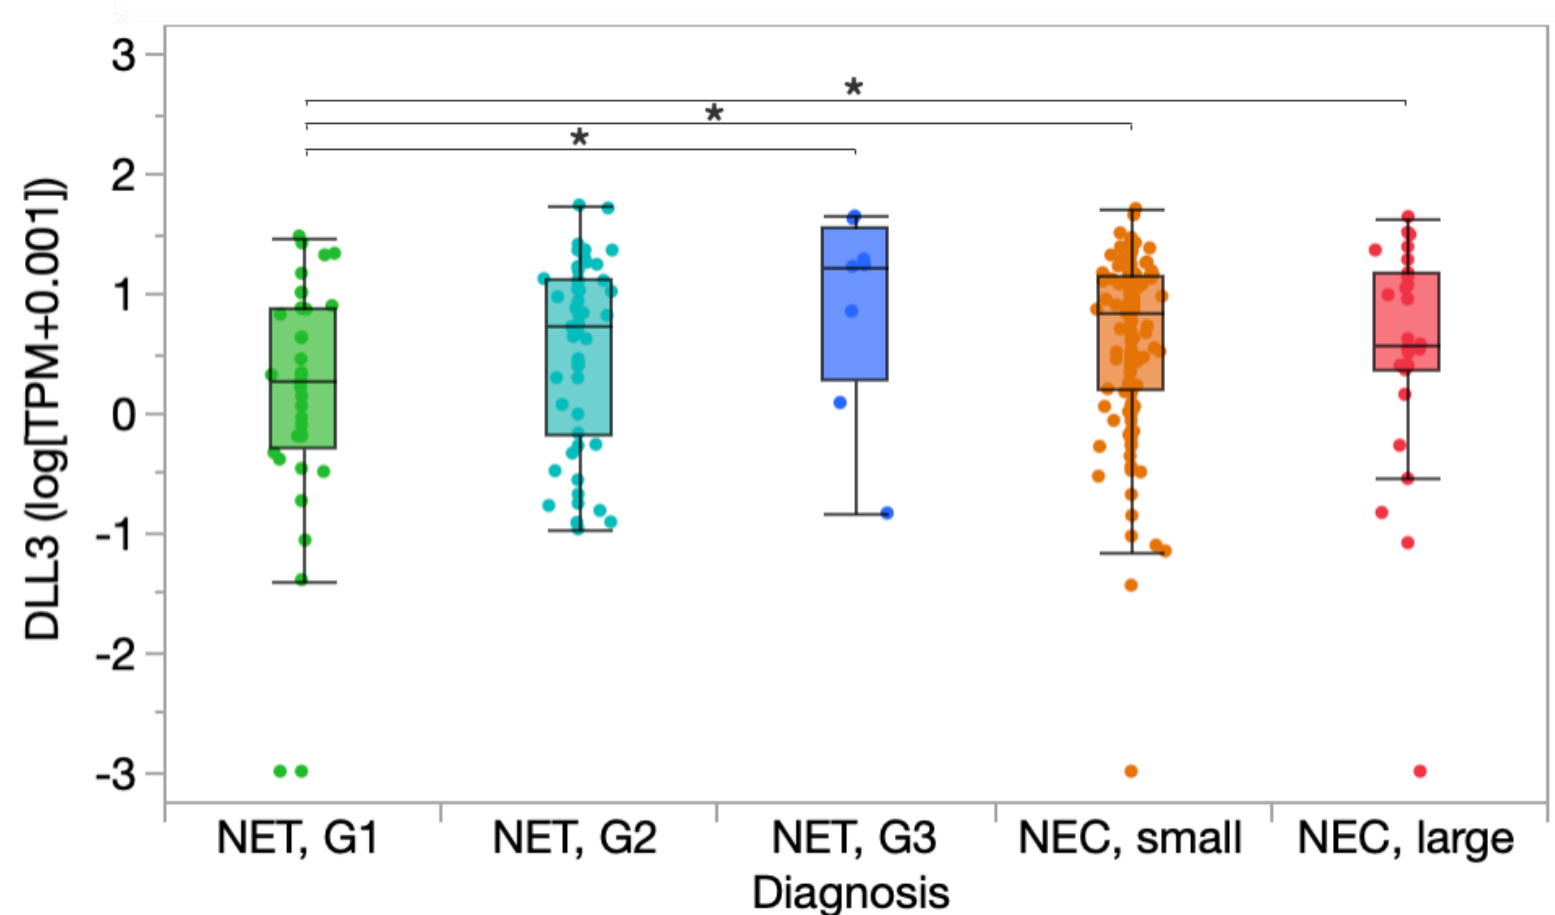 DLL3 (log[TPM+0.001])
3
2
1
0
-1
-2
-3
*
*
*
NET, G1
NET, G2
NET, G3
NEC, small
NEC, large
Diagnosis